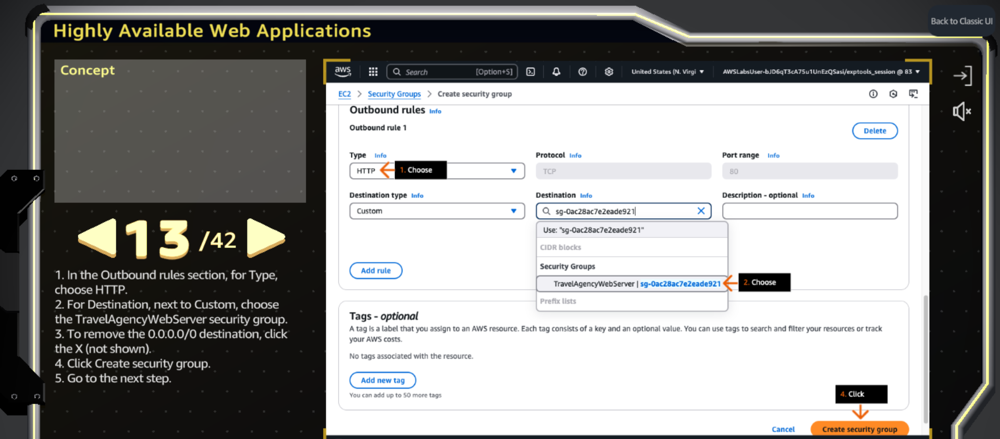 Back to Classic UI
Highly Available Web Applications
Concept
13 /42
1. In the Outbound rules section, for Type,
choose HTTP.
2. For Destination, next to Custom, choose
the TravelAgencyWebServer security group.
3. To remove the 0.0.0.0/0 destination, click
the X (not shown).
4. Click Create security group.
5. Go to the next step.
aws Search [Option+S] United States (N. Virgi AWSLabsUser-bJD6qT3cA75u1UnEzQSasi/exptools_session @ 83
EC2 > Security Groups > Create security group
Outbound rules Info
Outbound rule 1
Delete
Type Info Protocol Info Port range Info
HTTP 1. Choose TCP 80
Destination type Info Destination Info Description - optional Info
Custom sg-0ac28ac7e2eade921
Use: "sg-0ac28ac7e2eade921"
CIDR blocks
Security Groups
Add rule
TravelAgencyWebServer | sg-0ac28ac7e2eade921 2. Choose
Prefix lists
Tags - optional
A tag is a label that you assign to an AWS resource. Each tag consists of a key and an optional value. You can use tags to search and filter your resources or track
your AWS costs.
No tags associated with the resource.
Add new tag
You can add up to 50 more tags
4. Click
Cancel Create security group